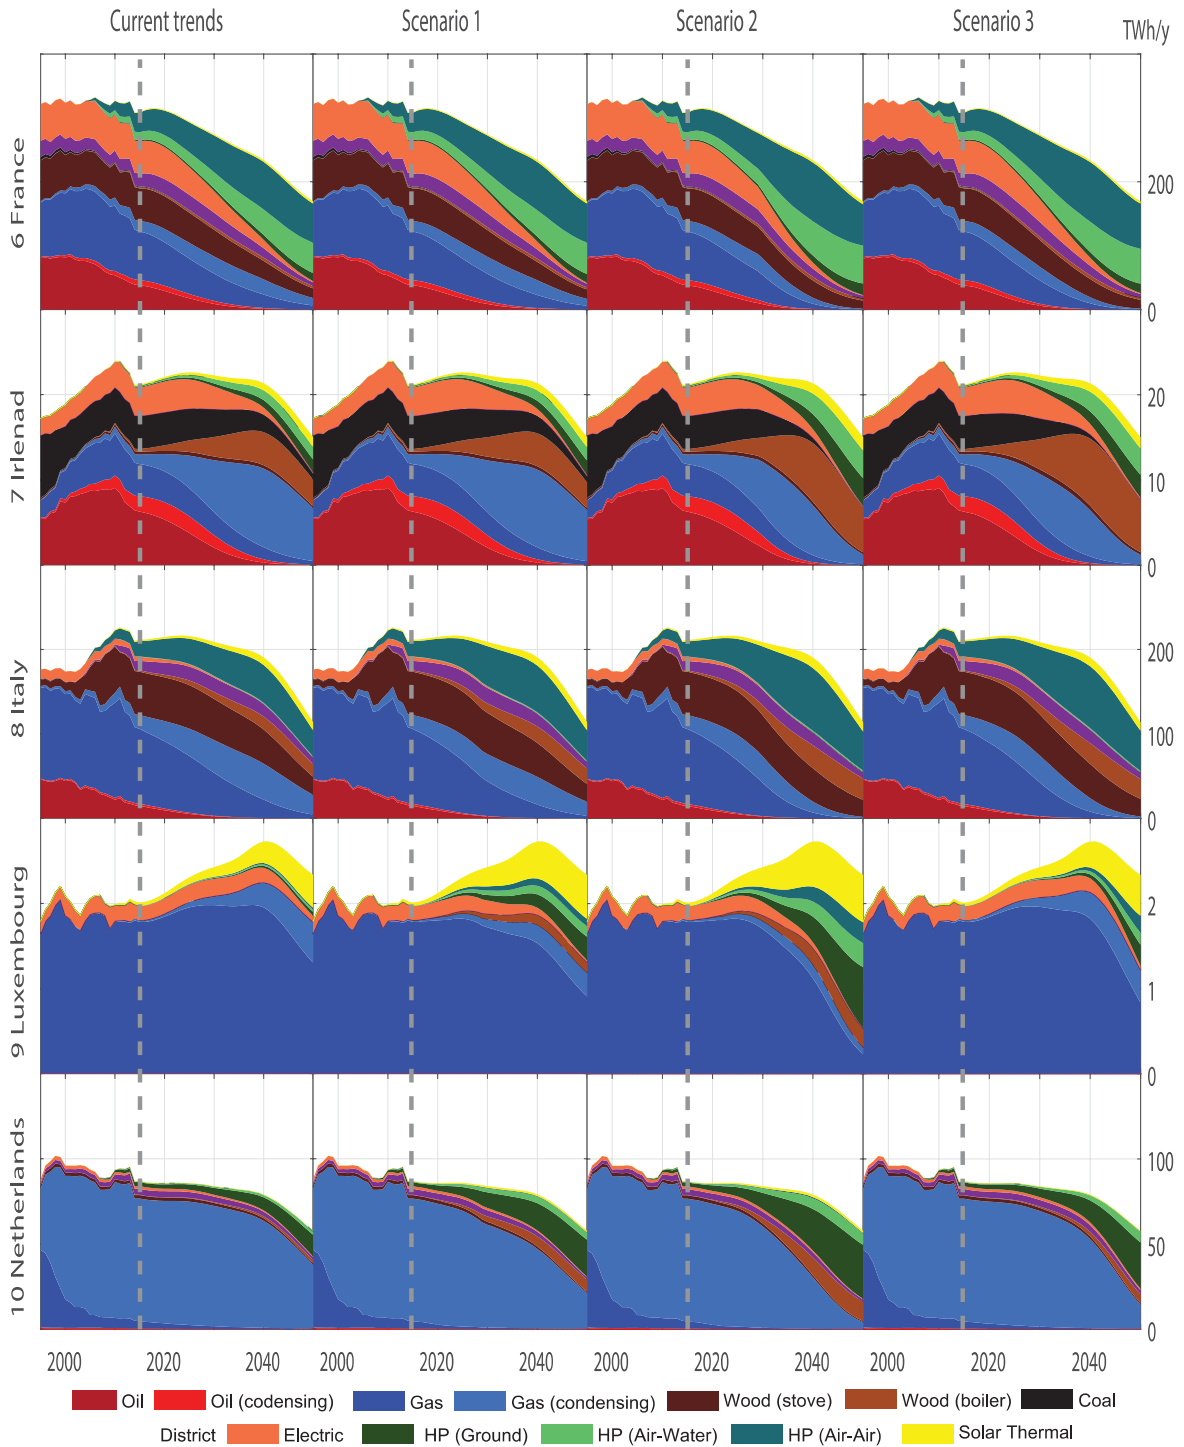 Current trends Scenario 1 Scenario 2 Scenario 3 TWh/y
6 France
200
0
7 Irlenad
20
10
0
8 Italy
200
100
0
9 Luxembourg
2
1
0
10 Netherlands
100
50
0
2000 2020 2040 2000 2020 2040 2000 2020 2040 2000 2020 2040
Oil Oil (codensing) Gas Gas (condensing) Wood (stove) Wood (boiler) Coal
District Electric HP (Ground) HP (Air-Water) HP (Air-Air) Solar Thermal